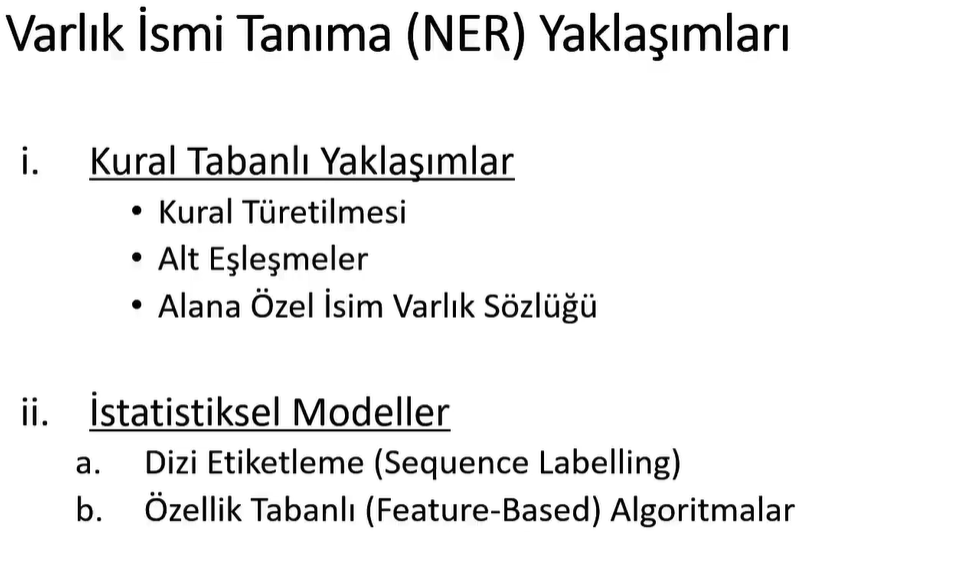 Varlık İsmi Tanıma (NER) Yaklaşımları
i. Kural Tabanlı Yaklaşımlar
• Kural Türetilmesi
• Alt Eşleşmeler
• Alana Özel İsim Varlık Sözlüğü
ii. İstatistiksel Modeller
a. Dizi Etiketleme (Sequence Labelling)
b. Özellik Tabanlı (Feature-Based) Algoritmalar